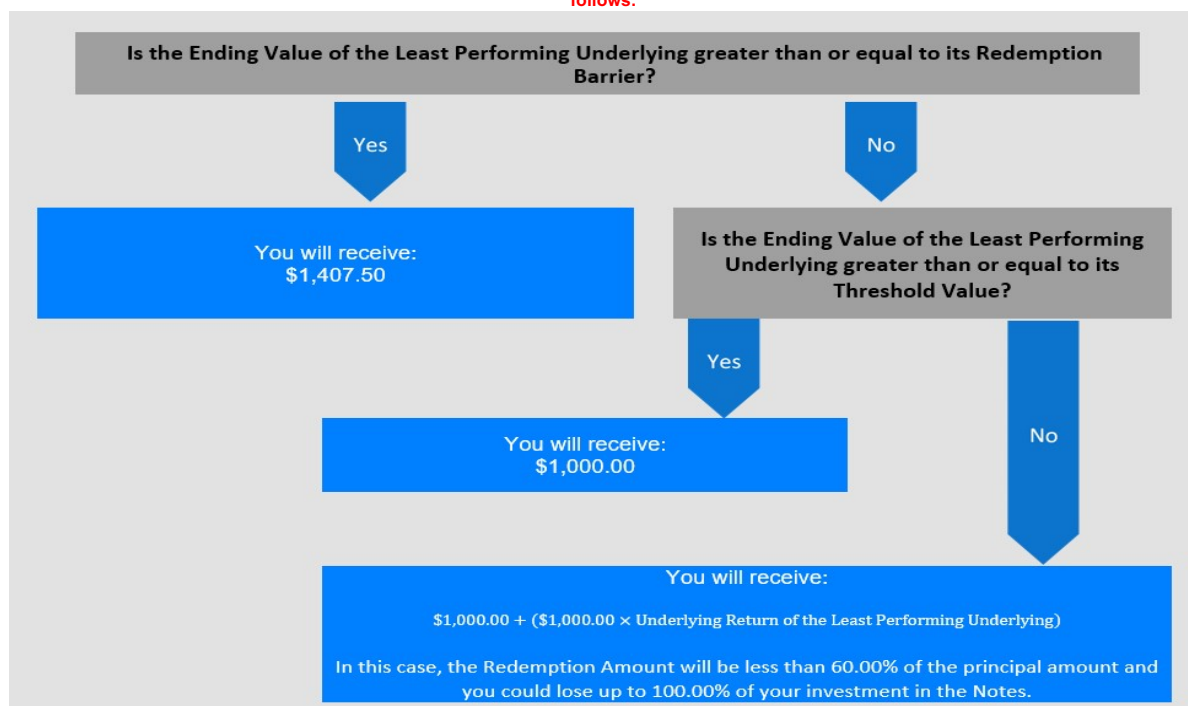 follows:
Is the Ending Value of the Least Performing Underlying greater than or equal to its Redemption
Barrier?
Yes
No
You will receive:
$1,407.50
Is the Ending Value of the Least Performing
Underlying greater than or equal to its
Threshold Value?
Yes
No
You will receive:
$1,000.00
You will receive:
$1,000.00 + ($1,000.00 × Underlying Return of the Least Performing Underlying)
In this case, the Redemption Amount will be less than 60.00% of the principal amount and
you could lose up to 100.00% of your investment in the Notes.